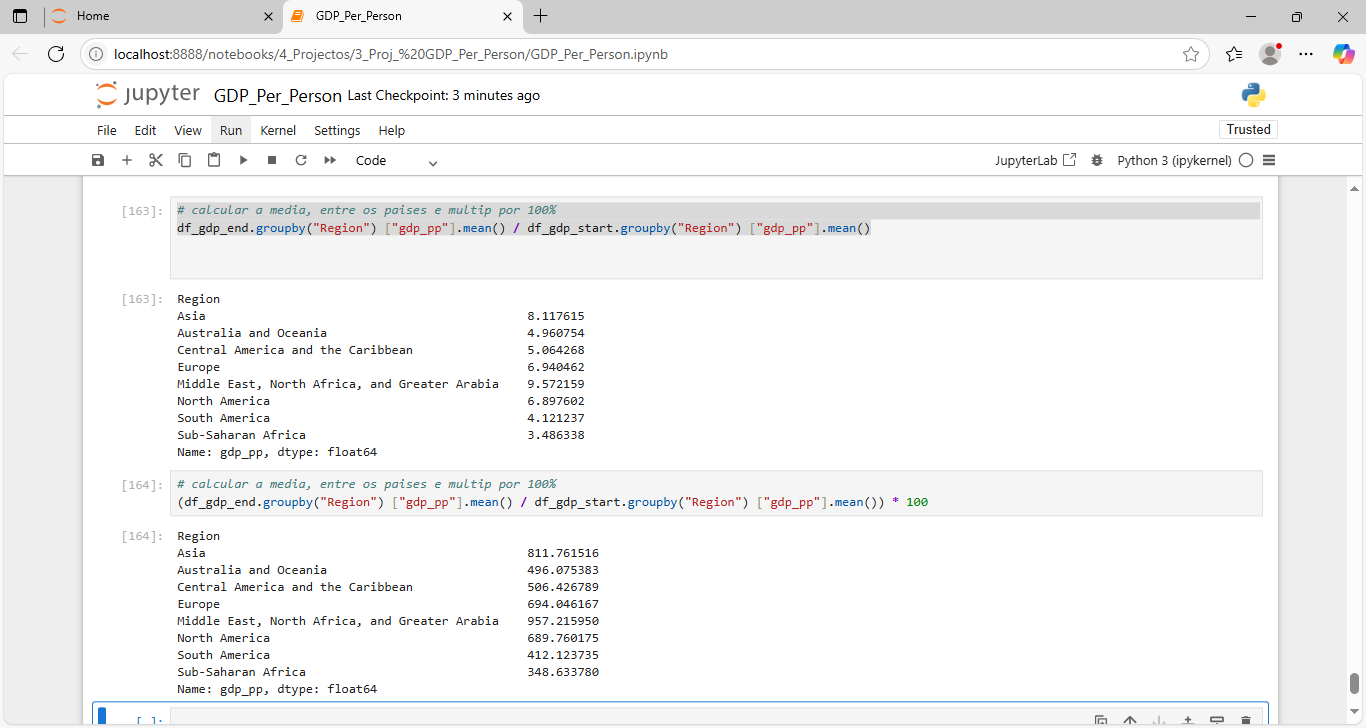 Home
GDP_Per_Person
localhost:8888/notebooks/4_Projectos/3_Proj_%20GDP_Per_Person/GDP_Per_Person.ipynb
jupyter GDP_Per_Person Last Checkpoint: 3 minutes ago
File Edit View Run Kernel Settings Help
Trusted
Code
JupyterLab Python 3 (ipykernel)
[163]: # calcular a media, entre os paises e multip por 100%
df_gdp_end.groupby("Region") ["gdp_pp"].mean() / df_gdp_start.groupby("Region") ["gdp_pp"].mean()
[163]: Region
Asia 8.117615
Australia and Oceania 4.960754
Central America and the Caribbean 5.064268
Europe 6.940462
Middle East, North Africa, and Greater Arabia 9.572159
North America 6.897602
South America 4.121237
Sub-Saharan Africa 3.486338
Name: gdp_pp, dtype: float64
[164]: # calcular a media, entre os paises e multip por 100%
(df_gdp_end.groupby("Region") ["gdp_pp"].mean() / df_gdp_start.groupby("Region") ["gdp_pp"].mean()) * 100
[164]: Region
Asia 811.761516
Australia and Oceania 496.075383
Central America and the Caribbean 506.426789
Europe 694.046167
Middle East, North Africa, and Greater Arabia 957.215950
North America 689.760175
South America 412.123735
Sub-Saharan Africa 348.633780
Name: gdp_pp, dtype: float64
[ ]: